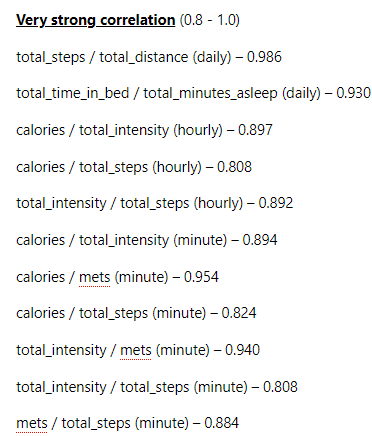 Very strong correlation (0.8 - 1.0)
total_steps / total_distance (daily) – 0.986
total_time_in_bed / total_minutes_asleep (daily) – 0.930
calories / total_intensity (hourly) – 0.897
calories / total_steps (hourly) – 0.808
total_intensity / total_steps (hourly) – 0.892
calories / total_intensity (minute) – 0.894
calories / mets (minute) – 0.954
calories / total_steps (minute) – 0.824
total_intensity / mets (minute) – 0.940
total_intensity / total_steps (minute) – 0.808
mets / total_steps (minute) – 0.884